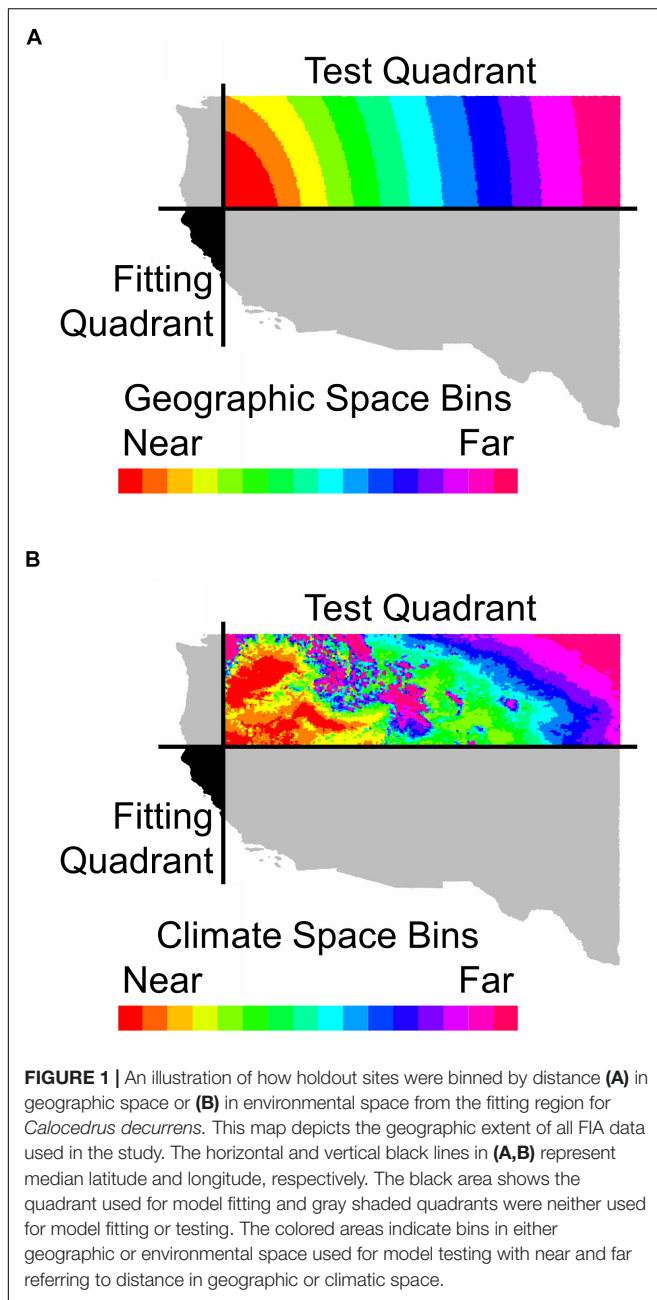 A
Test Quadrant
Fitting
Quadrant
Geographic Space Bins
Near Far
B
Test Quadrant
Fitting
Quadrant
Climate Space Bins
Near Far
FIGURE 1 | An illustration of how holdout sites were binned by distance (A) in
geographic space or (B) in environmental space from the fitting region for
Calocedrus decurrens. This map depicts the geographic extent of all FIA data
used in the study. The horizontal and vertical black lines in (A,B) represent
median latitude and longitude, respectively. The black area shows the
quadrant used for model fitting and gray shaded quadrants were neither used
for model fitting or testing. The colored areas indicate bins in either
geographic or environmental space used for model testing with near and far
referring to distance in geographic or climatic space.